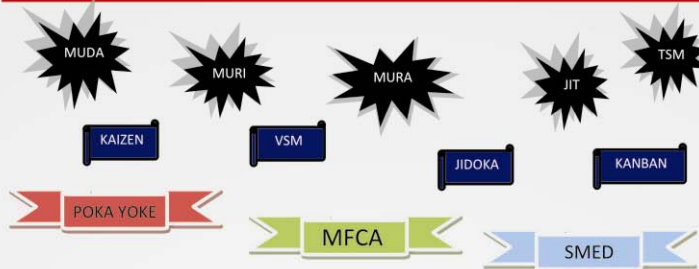 MUDA
MURI
MURA
JIT
TSM
KAIZEN
VSM
JIDOKA
KANBAN
POKA YOKE
MFCA
SMED